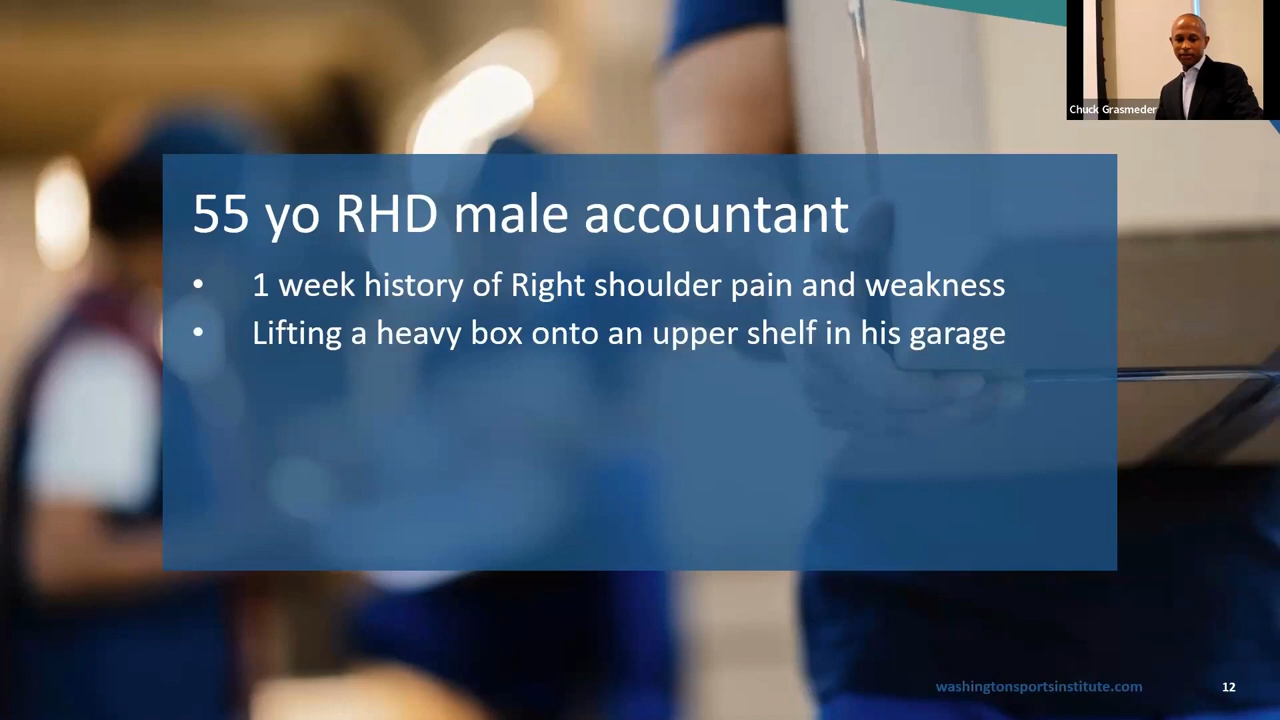 Chuck Grasmeder
55 yo RHD male accountant
• 1 week history of Right shoulder pain and weakness
• Lifting a heavy box onto an upper shelf in his garage
washingtonsportsinstitute.com
12